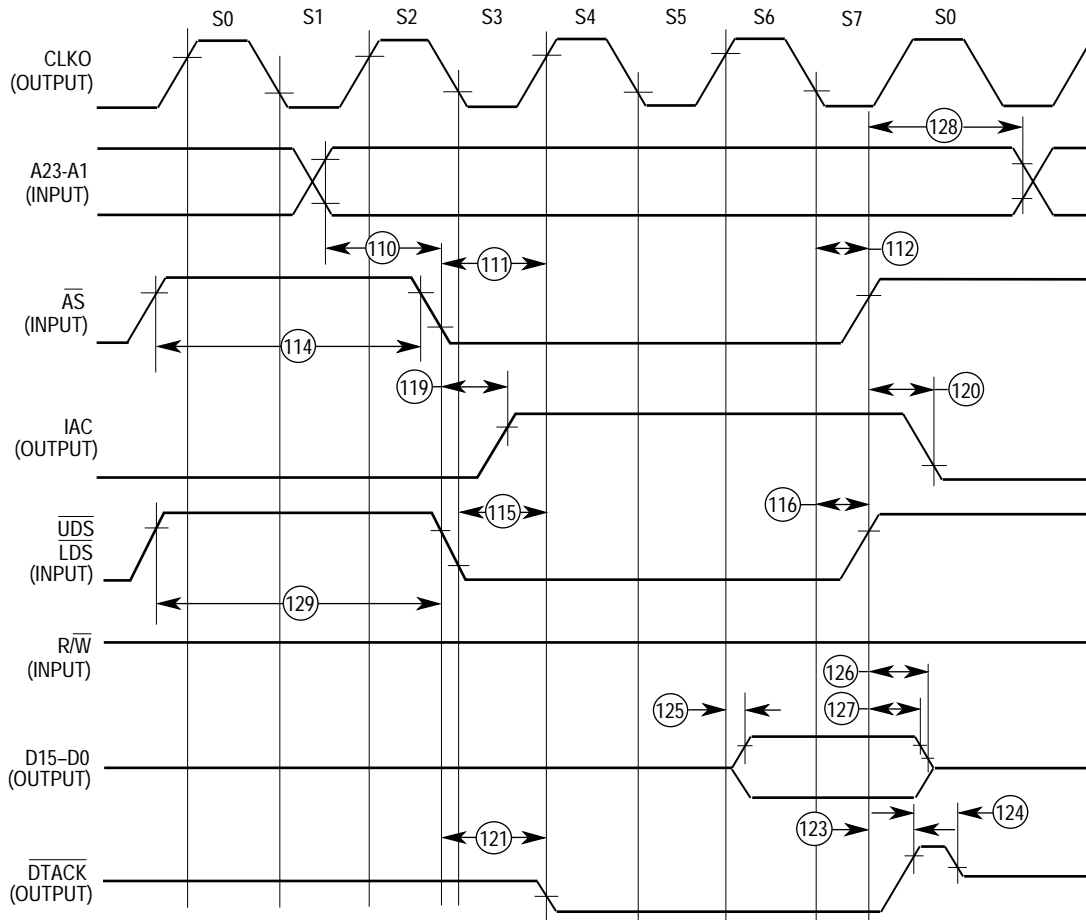 S0 S1 S2 S3 S4 S5 S6 S7 S0
CLKO
(OUTPUT)
128
A23-A1
(INPUT)
110
111
112
AS
(INPUT)
114
119
120
IAC
(OUTPUT)
115
116
UDS
LDS
(INPUT)
129
R/W
(INPUT)
126
125
127
D15–D0
(OUTPUT)
124
121
123
DTACK
(OUTPUT)